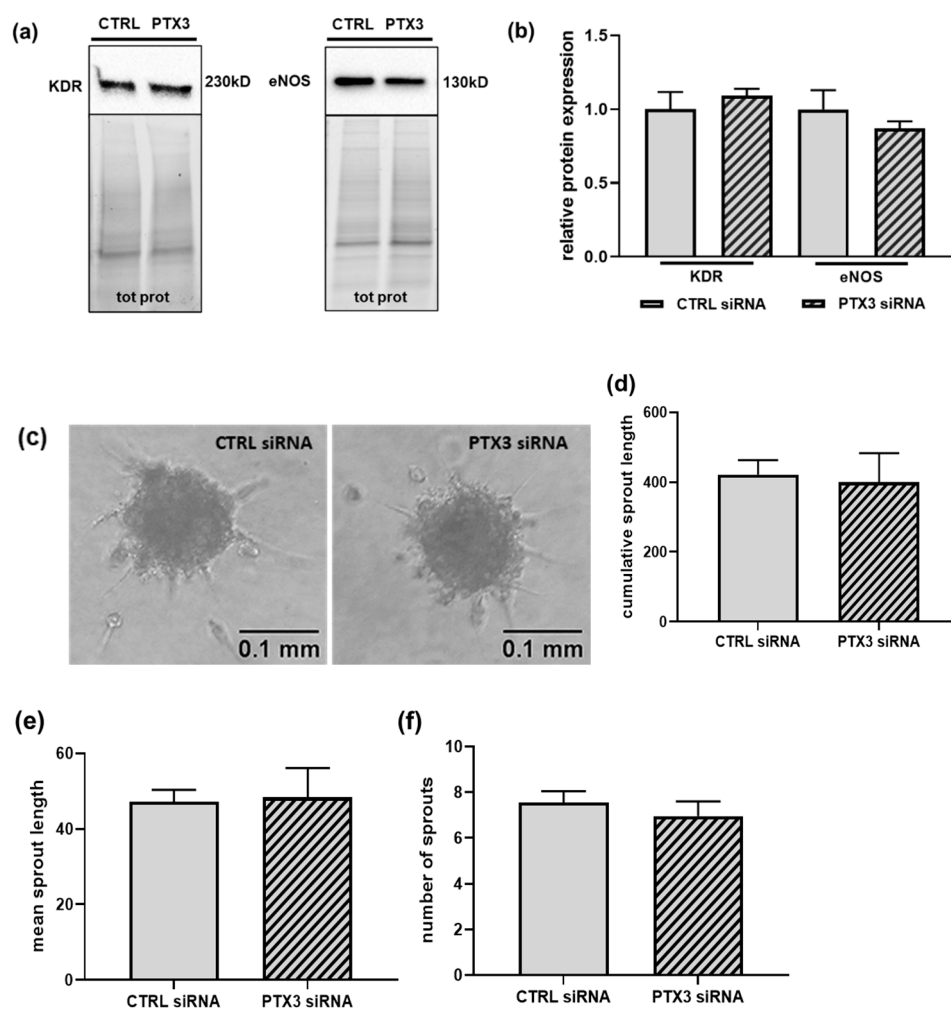 (a)
CTRL PTX3
KDR
230kD
tot prot
CTRL PTX3
eNOS
130kD
tot prot
(b)
relative protein expression
1.5
1.0
0.5
0.0
KDR
eNOS
CTRL siRNA
PTX3 siRNA
(c)
CTRL siRNA
0.1 mm
PTX3 siRNA
0.1 mm
(d)
cumulative sprout length
600
400
200
0
CTRL siRNA
PTX3 siRNA
(e)
mean sprout length
60
40
20
0
CTRL siRNA
PTX3 siRNA
(f)
number of sprouts
10
8
6
4
2
0
CTRL siRNA
PTX3 siRNA